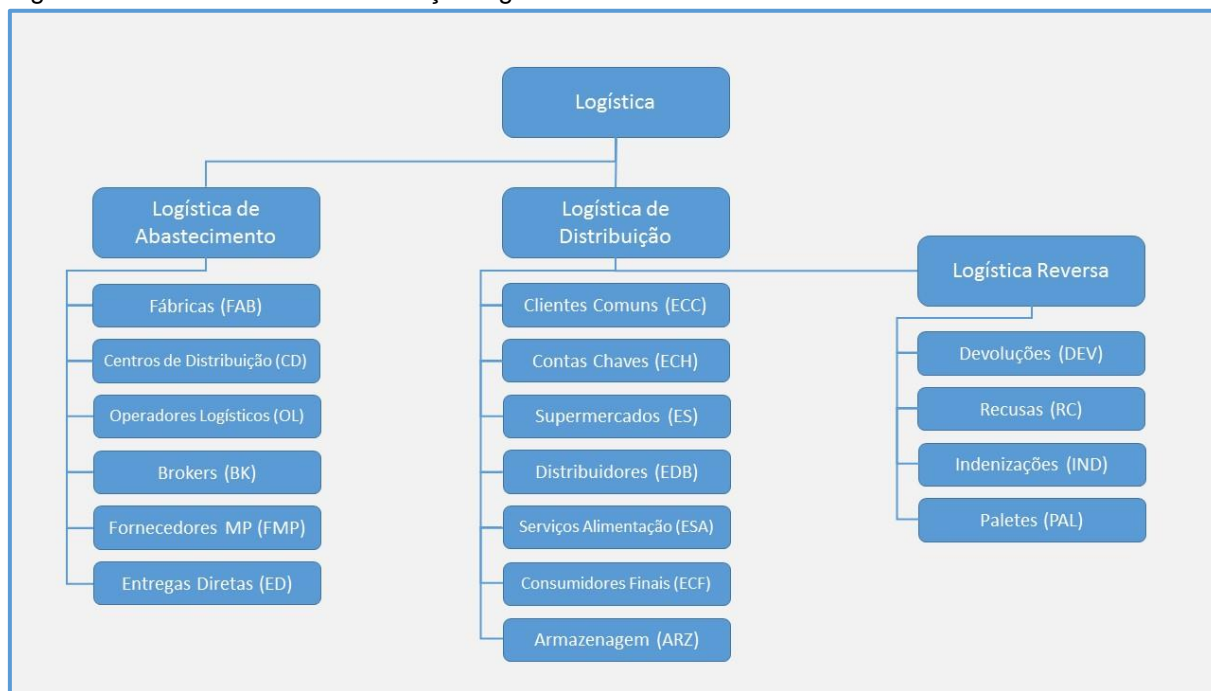 Logística
Logística de
Abastecimento
Fábricas (FAB)
Centros de Distribuição (CD)
Operadores Logísticos (OL)
Brokers (BK)
Fornecedores MP (FMP)
Entregas Diretas (ED)
Logística de
Distribuição
Clientes Comuns (ECC)
Contas Chaves (ECH)
Supermercados (ES)
Distribuidores (EDB)
Serviços Alimentação (ESA)
Consumidores Finais (ECF)
Armazenagem (ARZ)
Logística Reversa
Devoluções (DEV)
Recusas (RC)
Indenizações (IND)
Paletes (PAL)